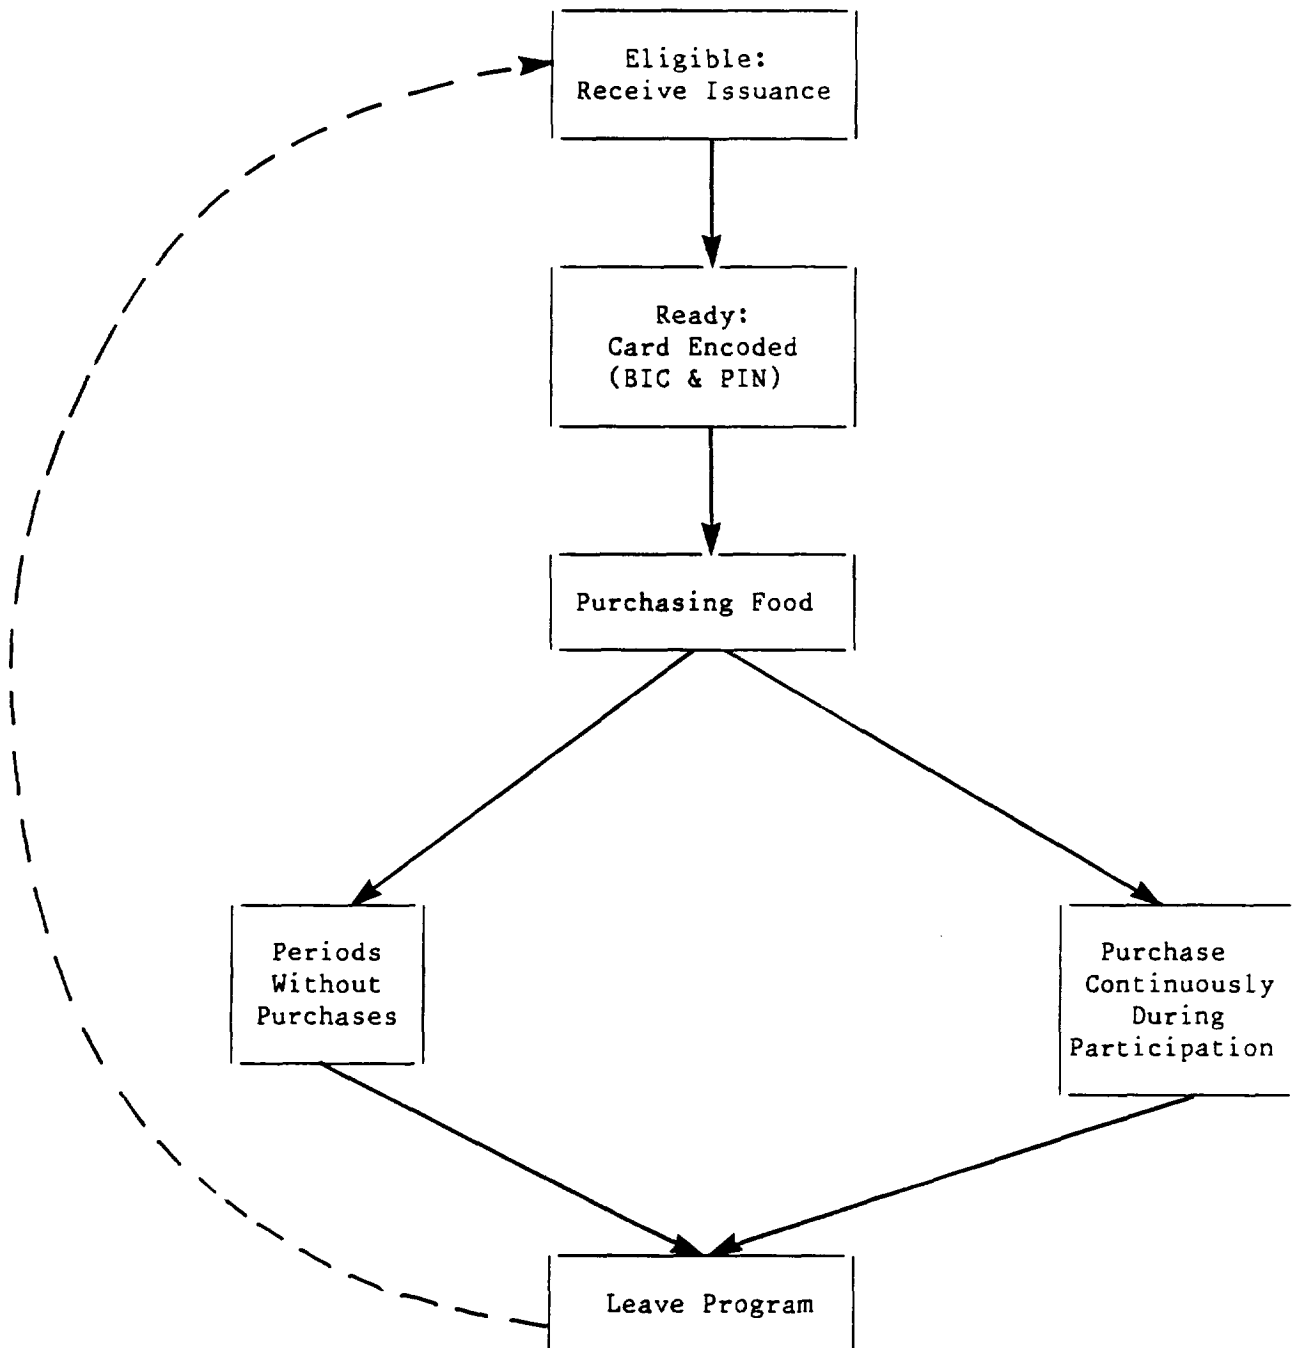 Eligible:
Receive Issuance
Ready:
Card Encoded
(BIC & PIN)
Purchasing Food
Periods
Without
Purchases
Purchase
Continuously
During
Participation
Leave Program